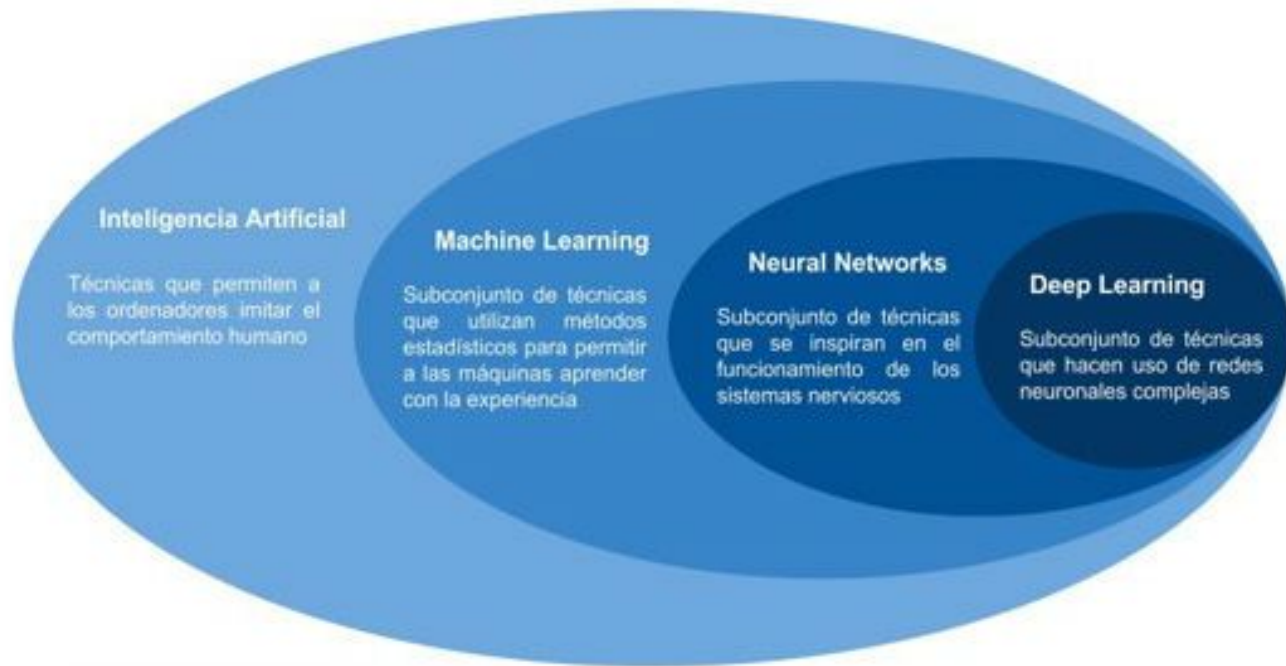 Inteligencia Artificial
Técnicas que permiten a
los ordenadores imitar el
comportamiento humano
Machine Learning
Subconjunto de técnicas
que utilizan métodos
estadísticos para permitir
a las máquinas aprender
con la experiencia
Neural Networks
Subconjunto de técnicas
que se inspiran en el
funcionamiento de los
sistemas nerviosos
Deep Learning
Subconjunto de técnicas
que hacen uso de redes
neuronales complejas